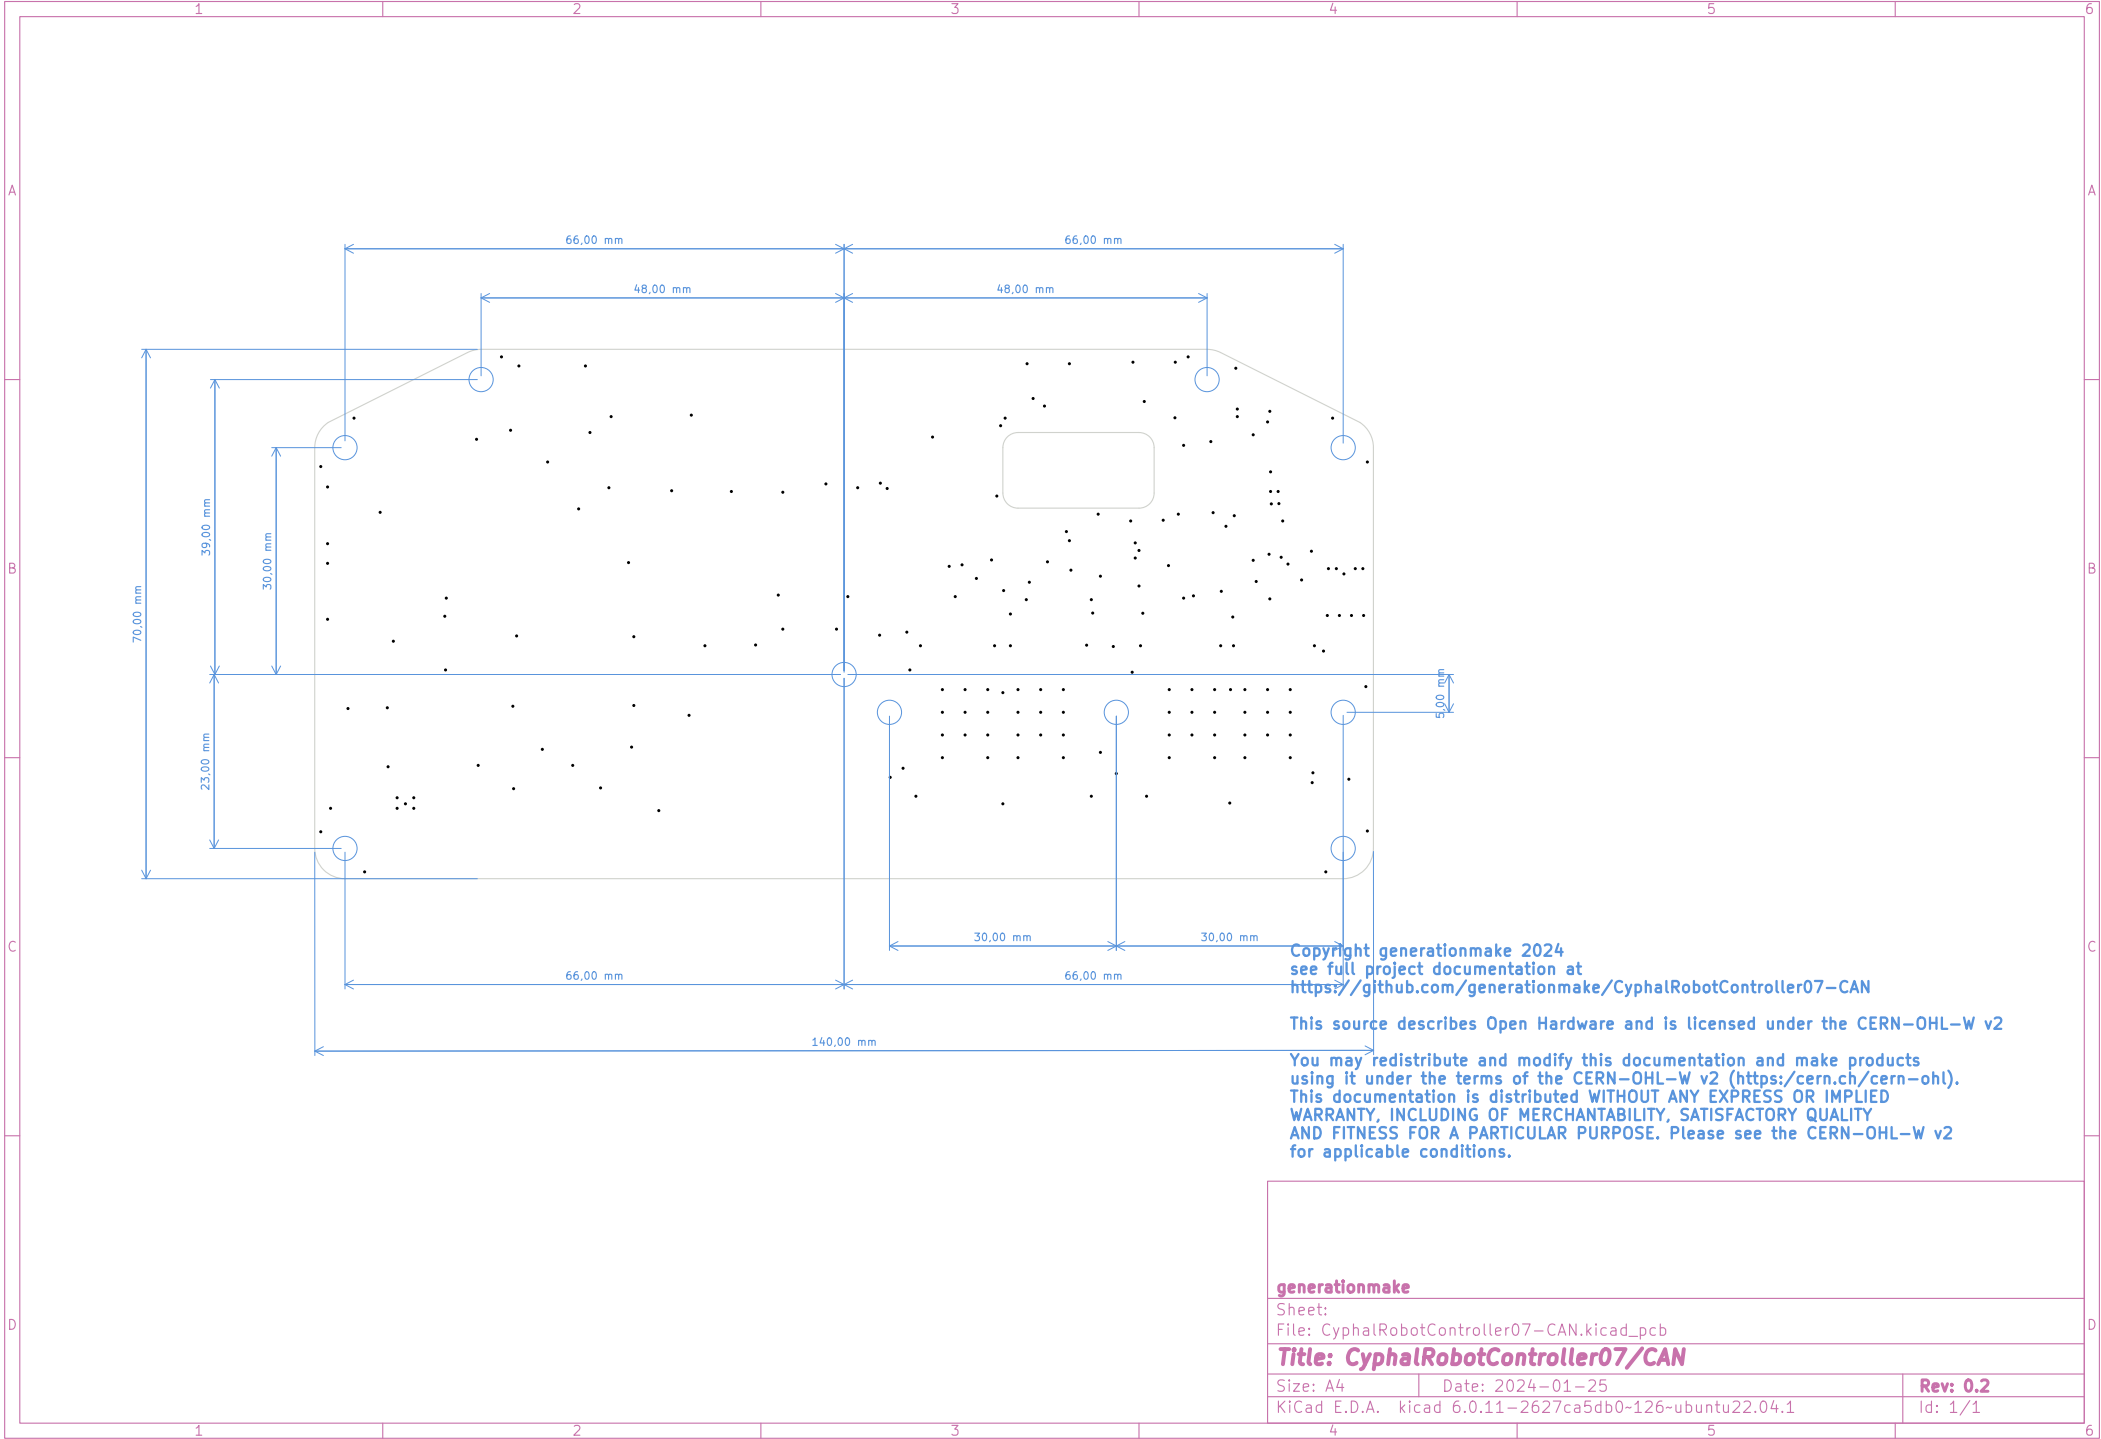 1 2 3 4 5 6
A A
66,00 mm 66,00 mm
48,00 mm 48,00 mm
39,00 mm
30,00 mm
B B
70,00 mm
5,00 mm
23,00 mm
30,00 mm 30,00 mm
C C
66,00 mm 66,00 mm
140,00 mm
Copyright generationmake 2024
see full project documentation at
https://github.com/generationmake/CyphalRobotController07-CAN
This source describes Open Hardware and is licensed under the CERN-OHL-W v2
You may redistribute and modify this documentation and make products
using it under the terms of the CERN-OHL-W v2 (https:/cern.ch/cern-ohl).
This documentation is distributed WITHOUT ANY EXPRESS OR IMPLIED
WARRANTY, INCLUDING OF MERCHANTABILITY, SATISFACTORY QUALITY
AND FITNESS FOR A PARTICULAR PURPOSE. Please see the CERN-OHL-W v2
for applicable conditions.
generationmake
Sheet:
D D
File: CyphalRobotController07-CAN.kicad_pcb
Title: CyphalRobotController07/CAN
Size: A4 Date: 2024-01-25 Rev: 0.2
KiCad E.D.A. kicad 6.0.11-2627ca5db0~126~ubuntu22.04.1 Id: 1/1
1 2 3 4 5 6